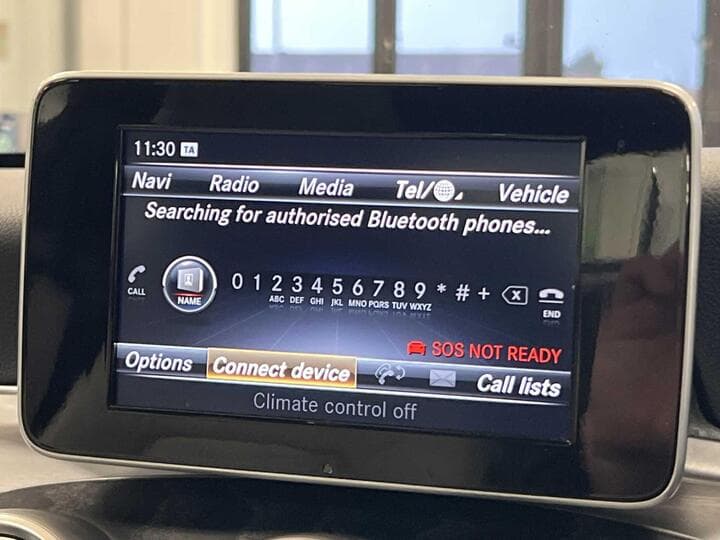 11:30 TA
Navi Radio Media Tel/ Vehicle
Searching for authorised Bluetooth phones...
0 1 2 3 4 5 6 7 8 9 * # +
CALL NAME ABC DEF GHI JKL MNO PQRS TUV WXYZ END
SOS NOT READY
Options Connect device Call lists
Climate control off